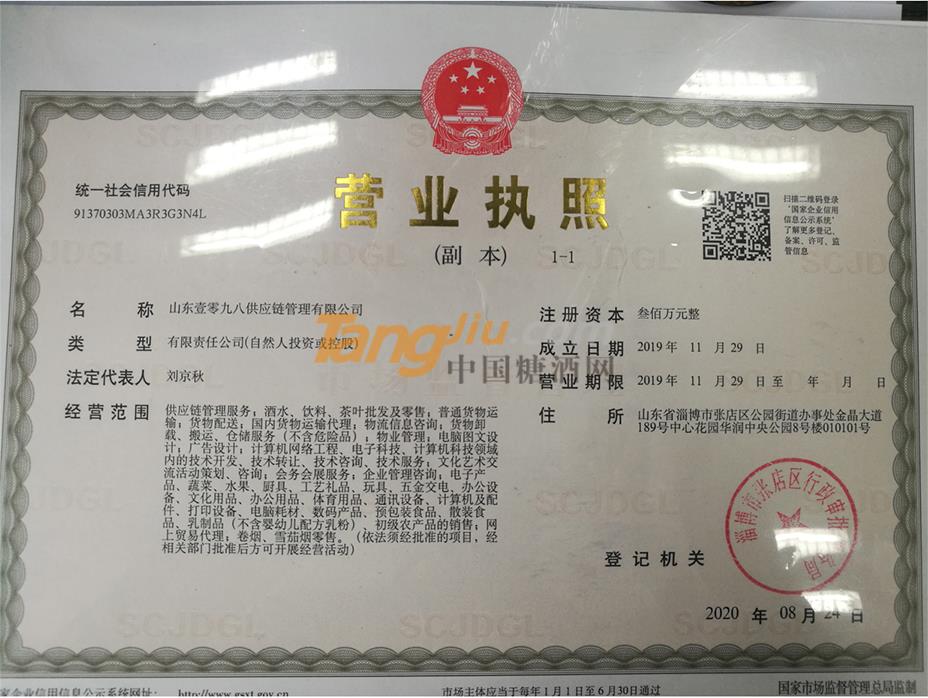 统一社会信用代码
91370303MA3R3G3N4L
营业执照
(副 本) 1-1
扫描二维码登录
“国家企业信用
信息公示系统”
了解更多登记、
备案、许可、监
管信息
名 称 山东壹零九八供应链管理有限公司
类 型 有限责任公司(自然人投资或控股)
法定代表人 刘京秋
经营范围 供应链管理服务；酒水、饮料、茶叶批发及零售；普通货物运
输；货物配送；国内货物运输代理；物流信息咨询；货物卸
载、搬运、仓储服务（不含危险品）；物业管理；电脑图文设
计；广告设计；计算机网络工程、电子科技、计算机科技领域
内的技术开发、技术转让、技术咨询、技术服务；文化艺术交
流活动策划、咨询；会务会展服务；企业管理咨询；电子产
品、蔬菜、水果、厨具、工艺礼品、玩具、五金交电、办公设
备、文化用品、办公用品、体育用品、通讯设备、计算机及配
件、打印设备、电脑耗材、数码产品、预包装食品、散装食
品、乳制品（不含婴幼儿配方乳粉）、初级农产品的销售；网
上贸易代理；卷烟、雪茄烟零售。（依法须经批准的项目，经
相关部门批准后方可开展经营活动）
注册资本 叁佰万元整
成立日期 2019 年 11 月 29 日
营业期限 2019 年 11 月 29 日 至 年 月 日
住 所 山东省淄博市张店区公园街道办事处金晶大道
189号中心花园华润中央公园8号楼010101号
TangJiu.com
中国糖酒网
登记机关
淄博市张店区行政审批服务局
2020 年 08 月 24 日
国家企业信用信息公示系统网址： http://www.gsxt.gov.cn
市场主体应当于每年1月1日至6月30日通过
国家市场监督管理总局监制
SCJDGL